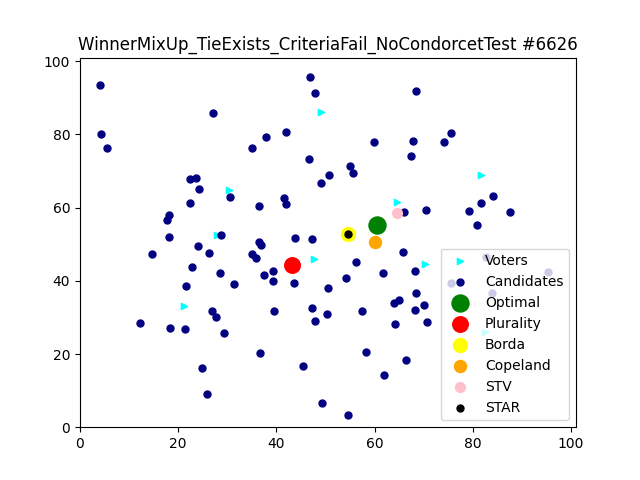 WinnerMixUp_TieExists_CriteriaFail_NoCondorcetTest #6626
100
80
60
40
20
0
0 20 40 60 80 100
Voters
Candidates
Optimal
Plurality
Borda
Copeland
STV
STAR